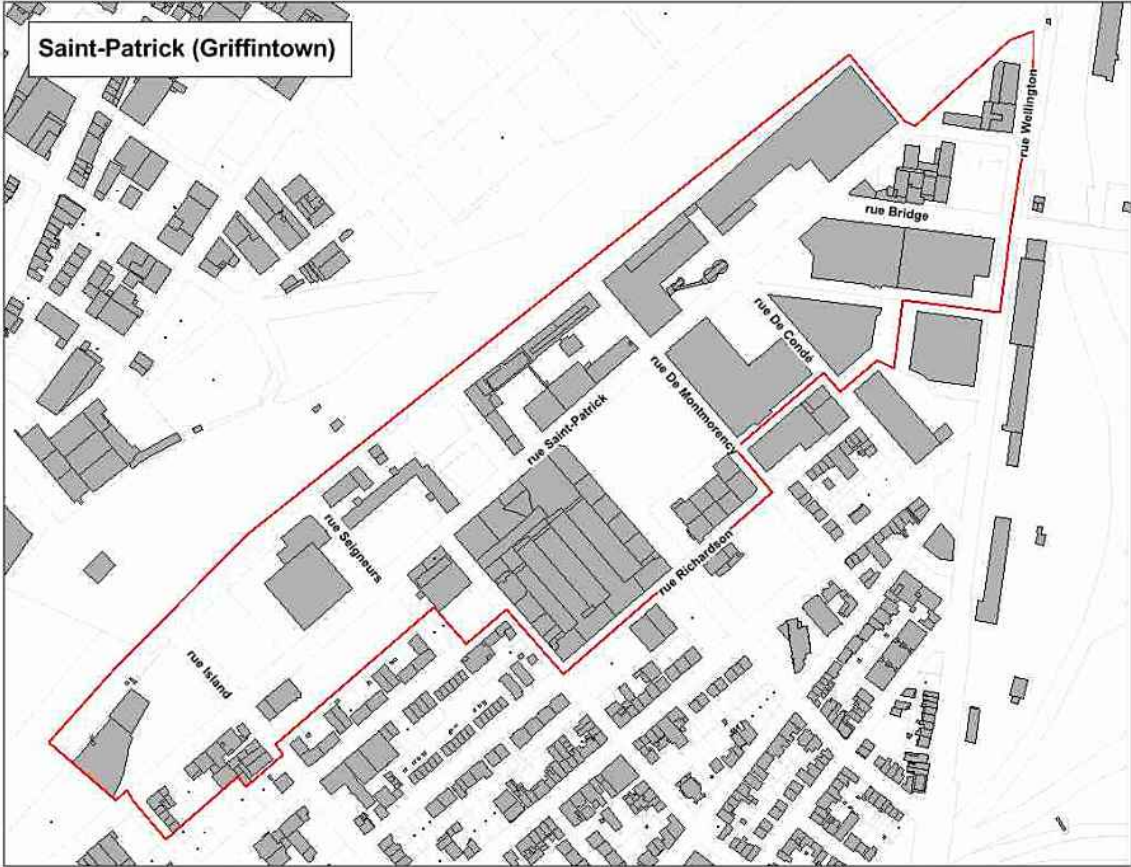 Saint-Patrick (Griffintown)
rue Wellington
rue Bridge
rue De Condé
rue De Montmorency
rue Saint-Patrick
rue Seigneurs
rue Richardson
rue Island